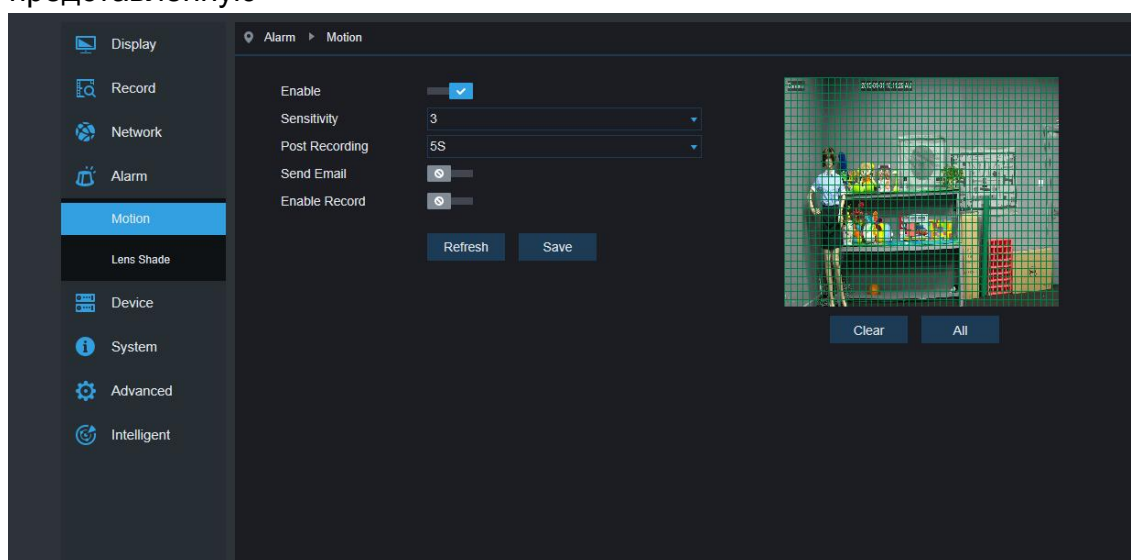 представленную
Display
Record
Network
Alarm
Motion
Lens Shade
Device
System
Advanced
Intelligent
Alarm Motion
Enable
Sensitivity 3
Post Recording 5S
Send Email
Enable Record
Refresh Save
Clear All